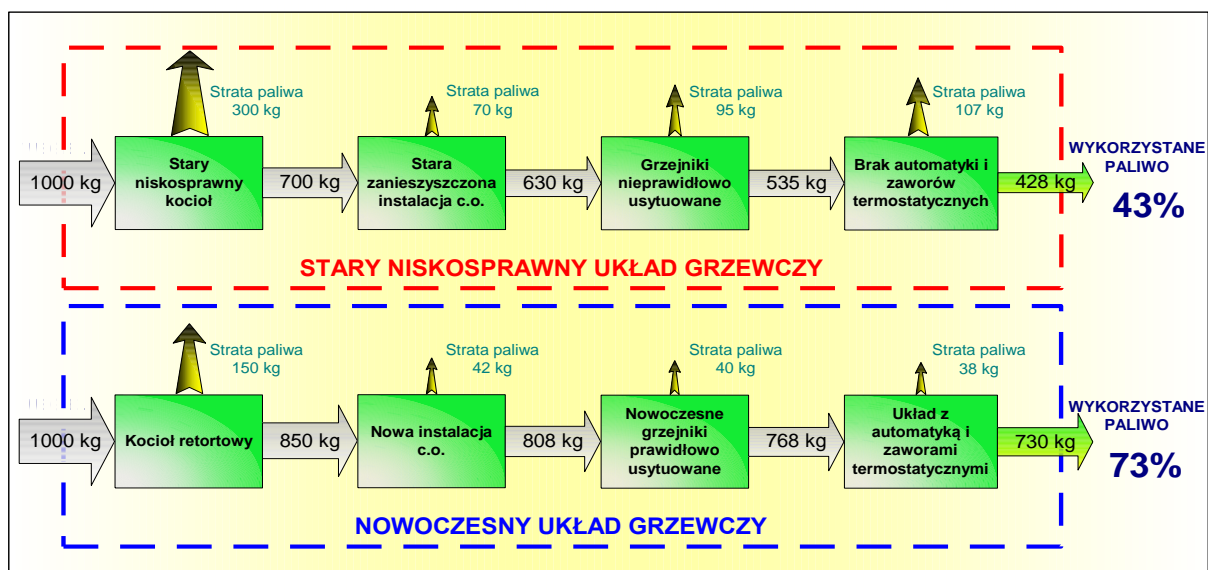 Strata paliwa
300 kg
Strata paliwa
70 kg
Strata paliwa
95 kg
Strata paliwa
107 kg
1000 kg
Stary
niskosprawny
kocioł
700 kg
Stara
zanieszyszczona
instalacja c.o.
630 kg
Grzejniki
nieprawidłowo
usytuowane
535 kg
Brak automatyki i
zaworów
termostatycznych
428 kg
WYKORZYSTANE
PALIWO
43%
STARY NISKOSPRAWNY UKŁAD GRZEWCZY
Strata paliwa
150 kg
Strata paliwa
42 kg
Strata paliwa
40 kg
Strata paliwa
38 kg
1000 kg
Kocioł retortowy
850 kg
Nowa instalacja
c.o.
808 kg
Nowoczesne
grzejniki
prawidłowo
usytuowane
768 kg
Układ z
automatyką i
zaworami
termostatycznymi
730 kg
WYKORZYSTANE
PALIWO
73%
NOWOCZESNY UKŁAD GRZEWCZY